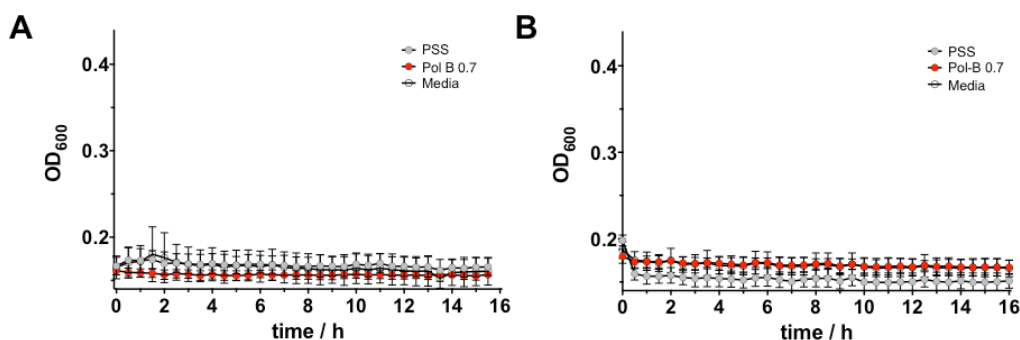 A
OD600
0.4
0.3
0.2
PSS
Pol B 0.7
Media
0 2 4 6 8 10 12 14 16
time / h
B
OD600
0.4
0.3
0.2
PSS
Pol-B 0.7
Media
0 2 4 6 8 10 12 14 16
time / h